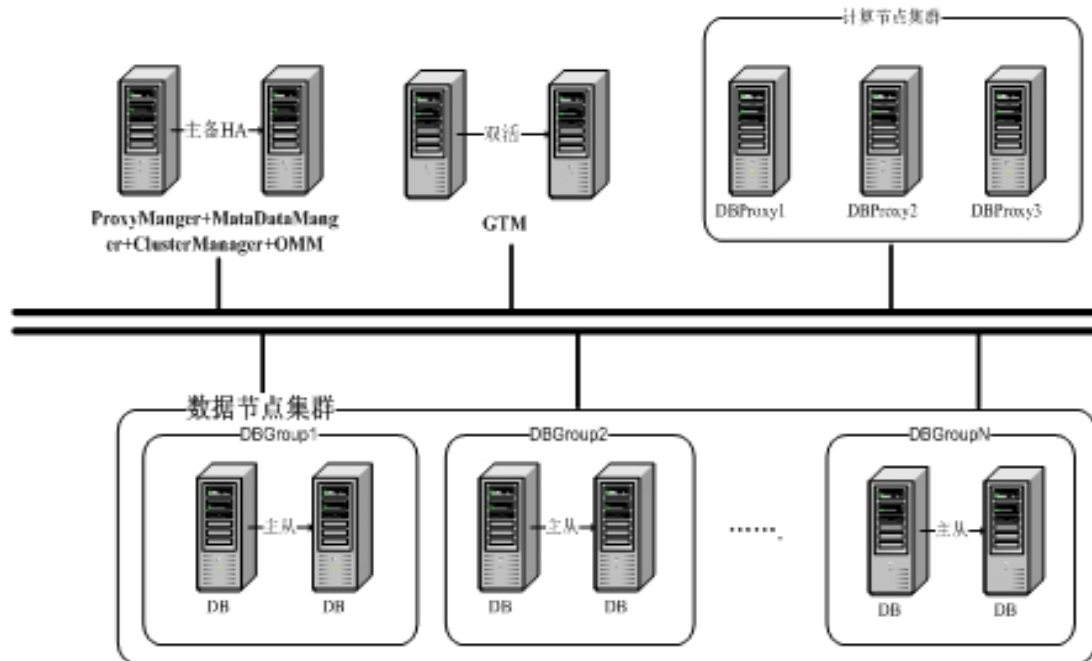 计算节点集群
主备HA
双活
DBProxy1
DBProxy2
DBProxy3
ProxyManger+MataDataMang
er+ClusterManager+OMM
GTM
数据节点集群
DBGroup1
DBGroup2
DBGroupN
主从
主从
主从
.......
DB
DB
DB
DB
DB
DB